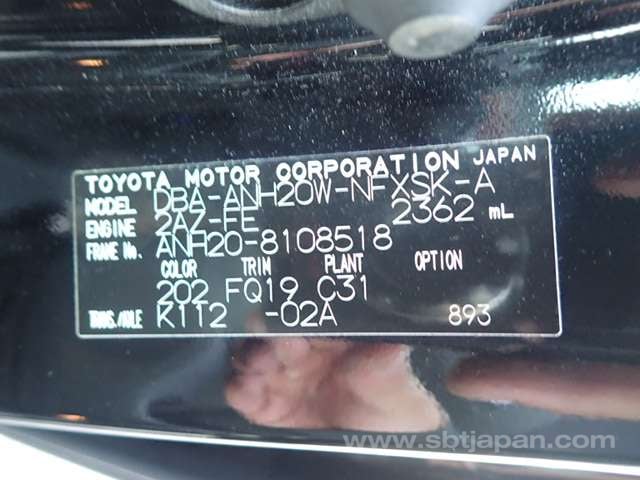 TOYOTA MOTOR CORPORATION JAPAN
MODEL DBA-ANH20W-NFXSK-A
ENGINE 2AZ-FE 2362 mL
FRAME No. ANH20-8108518
COLOR TRIM PLANT OPTION
202 FQ19 C31
TRANS./AXLE K112 -02A 893
www.sbtjapan.com